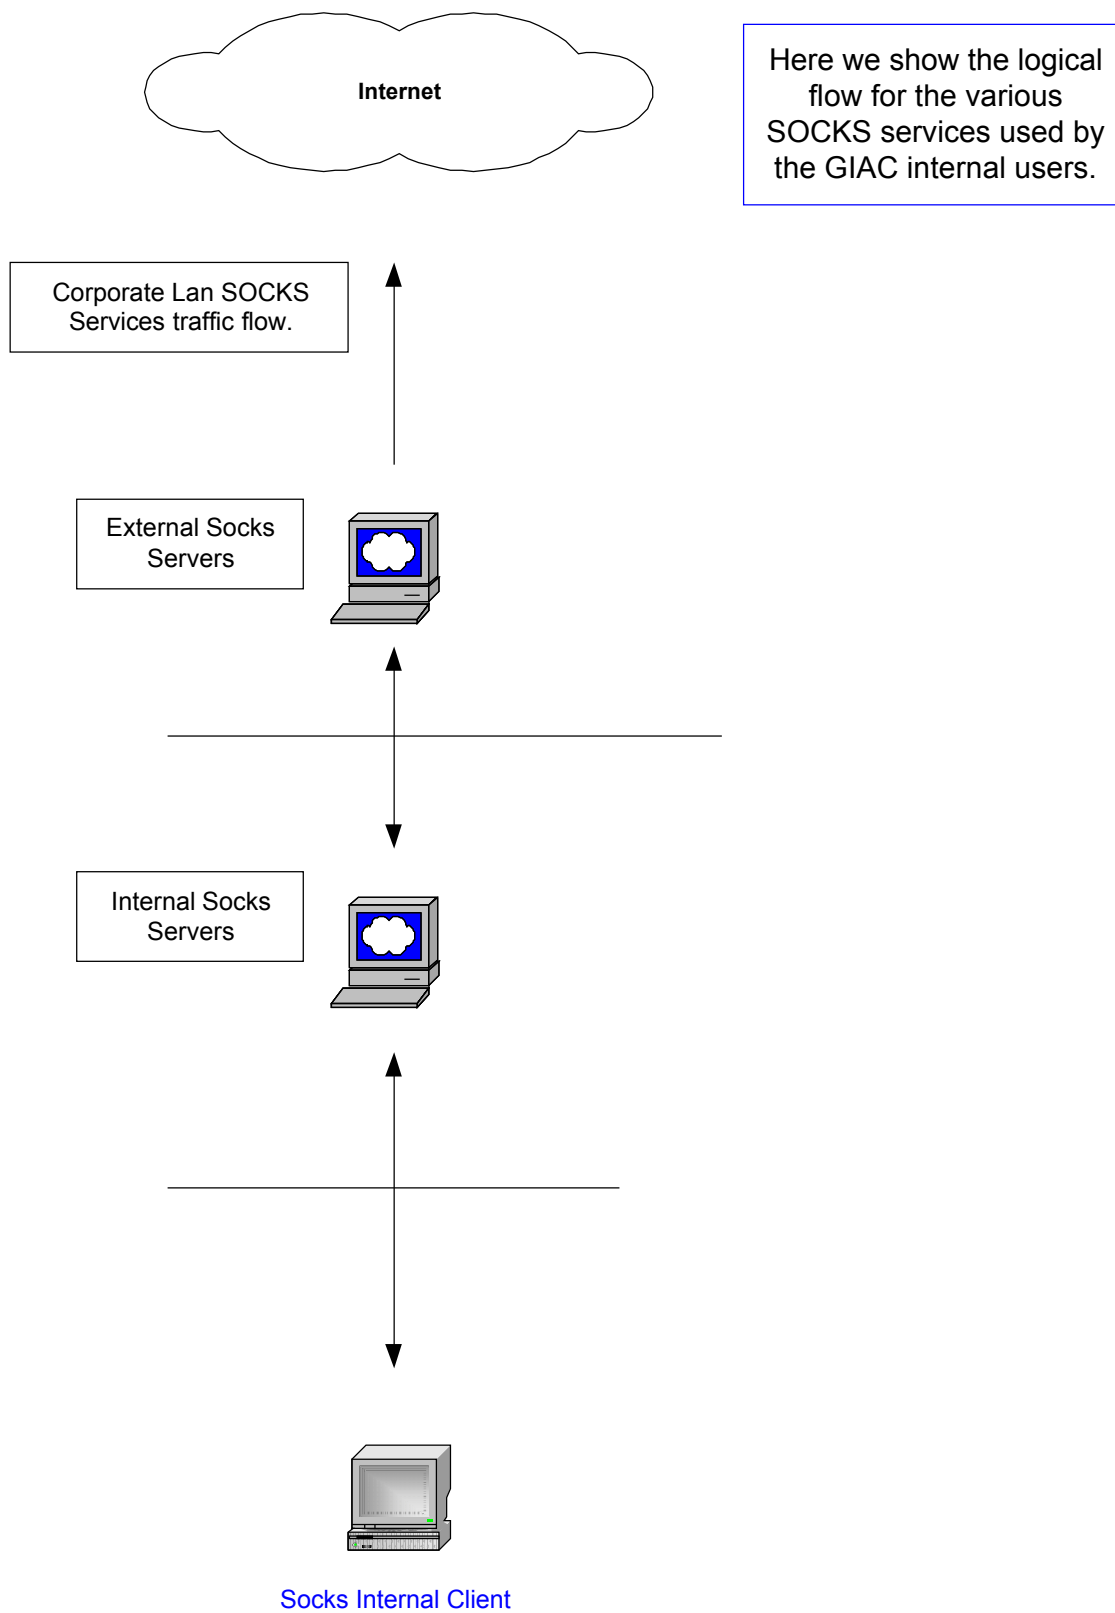 Internet
Here we show the logical
flow for the various
SOCKS services used by
the GIAC internal users.
Corporate Lan SOCKS
Services traffic flow.
External Socks
Servers
Internal Socks
Servers
Socks Internal Client